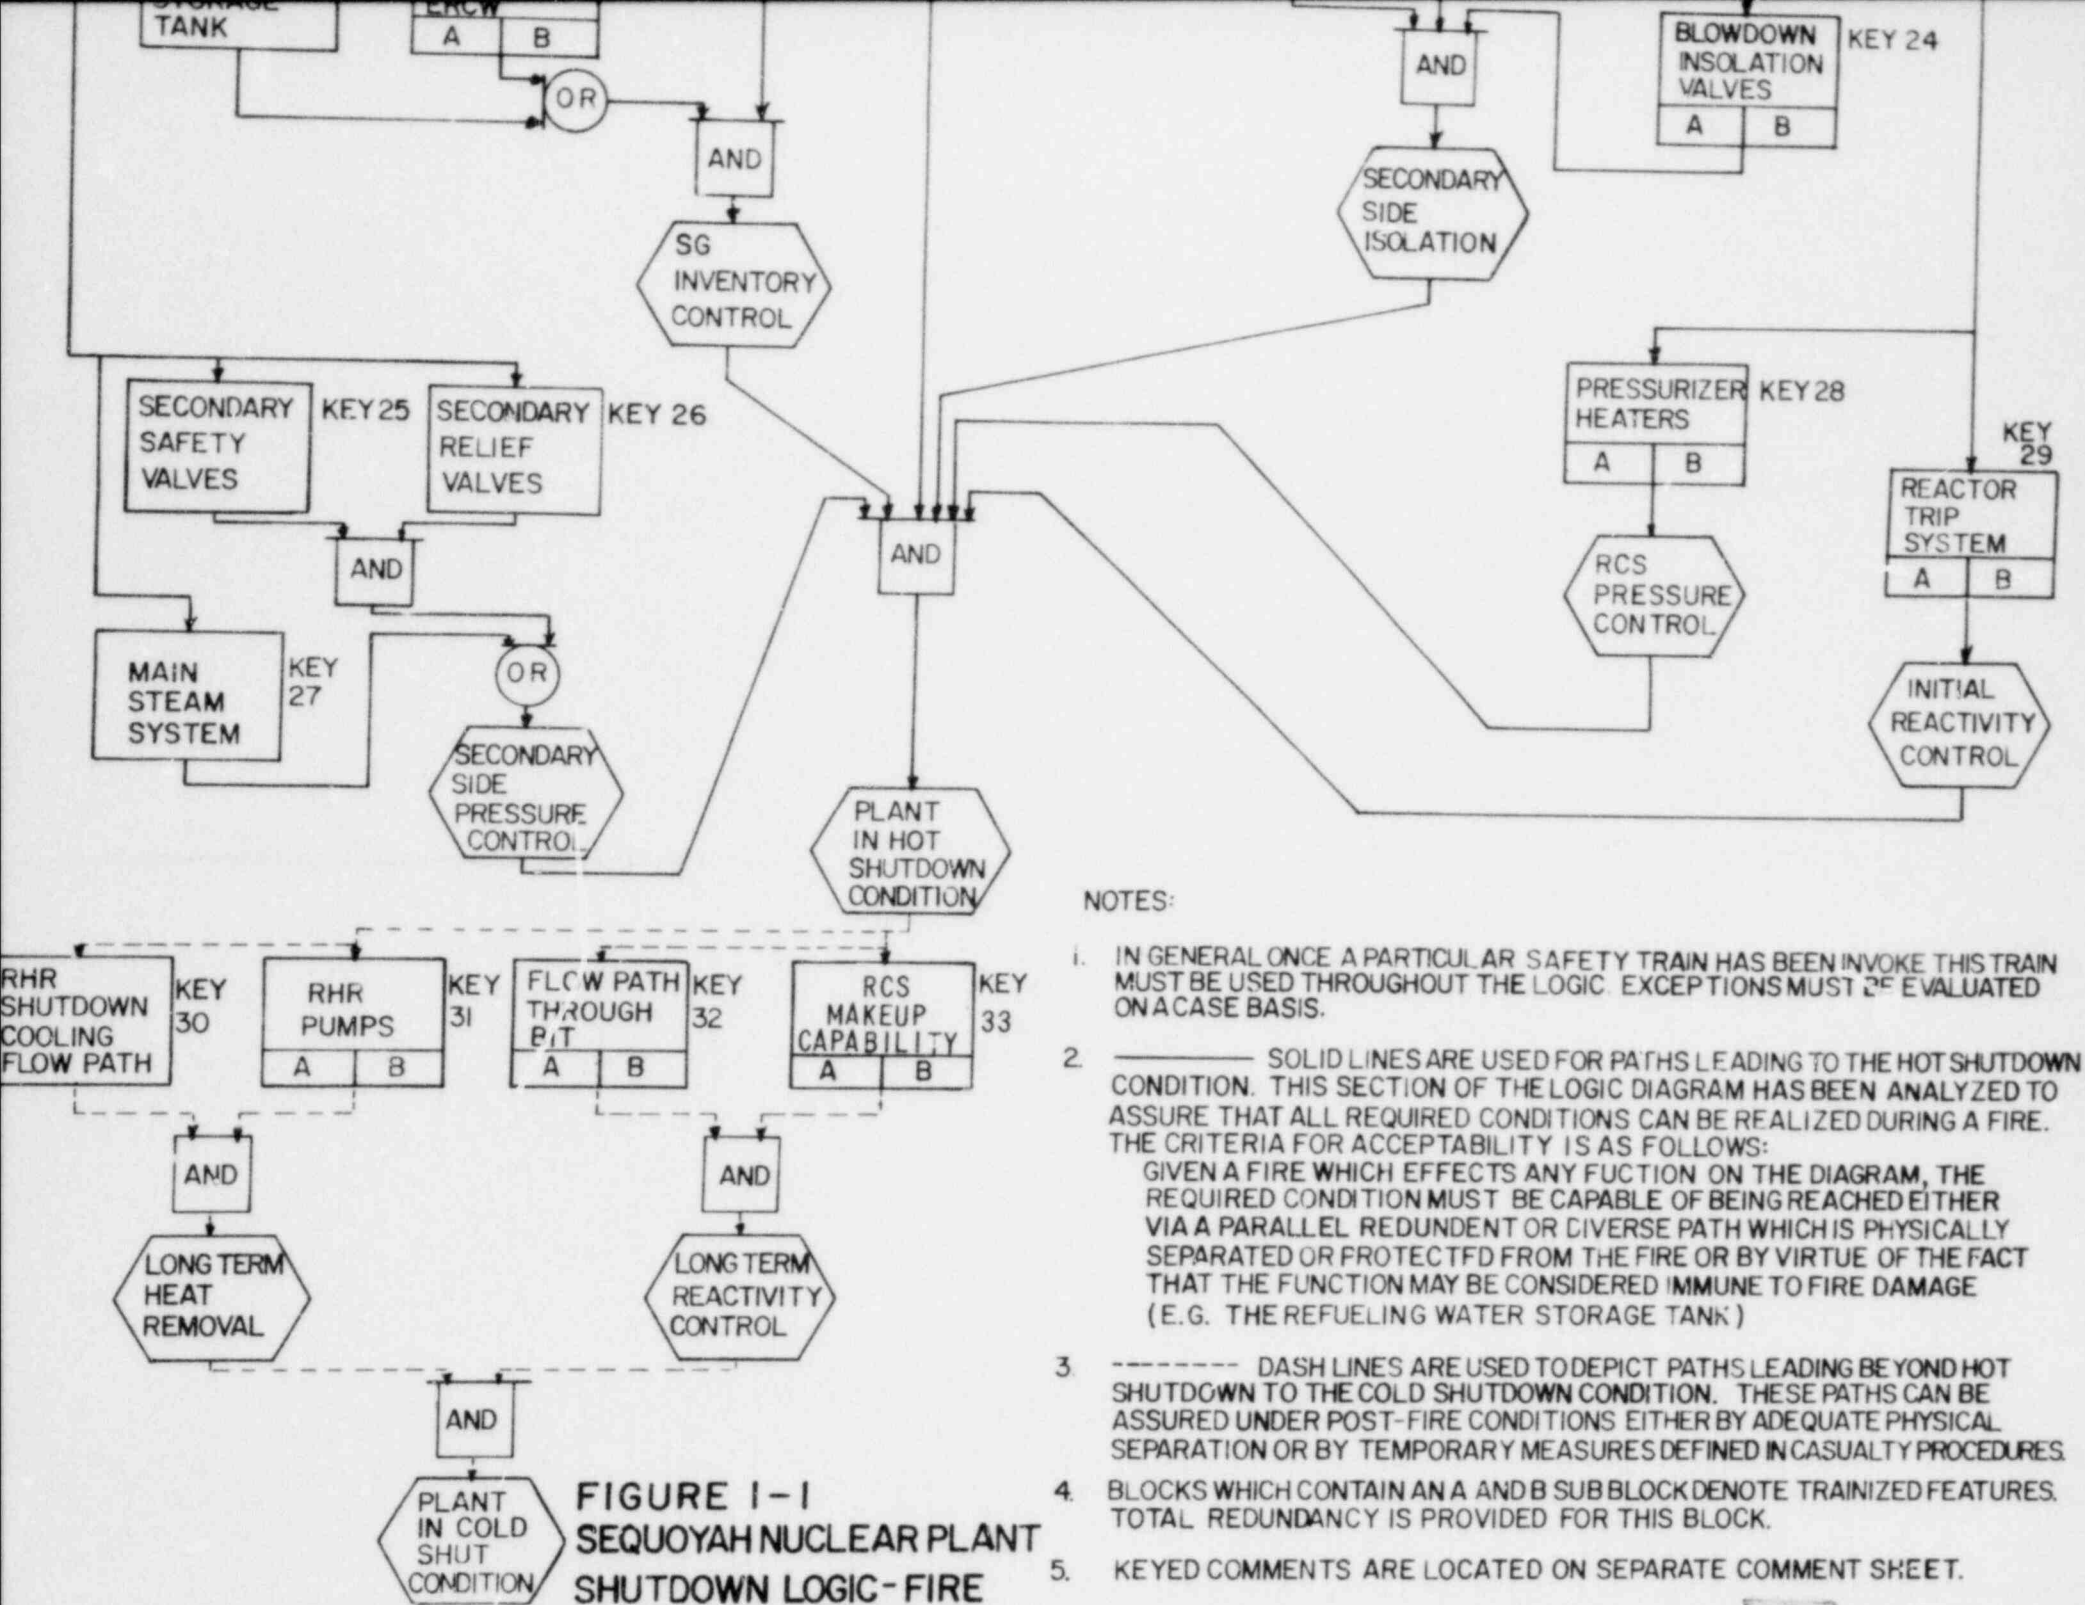 STORAGE
TANK
ERCW
A B
OR
AND
SG
INVENTORY
CONTROL
AND
SECONDARY
SIDE
ISOLATION
BLOWDOWN
INSOLATION
VALVES
A B
KEY 24
SECONDARY
SAFETY
VALVES
KEY 25
SECONDARY
RELIEF
VALVES
KEY 26
AND
MAIN
STEAM
SYSTEM
KEY
27
OR
SECONDARY
SIDE
PRESSURE
CONTROL
AND
PLANT
IN HOT
SHUTDOWN
CONDITION
PRESSURIZER
HEATERS
A B
KEY 28
RCS
PRESSURE
CONTROL
KEY
29
REACTOR
TRIP
SYSTEM
A B
INITIAL
REACTIVITY
CONTROL
RHR
SHUTDOWN
COOLING
FLOW PATH
KEY
30
RHR
PUMPS
A B
KEY
31
FLOW PATH
THROUGH
BIT
A B
KEY
32
RCS
MAKEUP
CAPABILITY
A B
KEY
33
AND
AND
LONG TERM
HEAT
REMOVAL
LONG TERM
REACTIVITY
CONTROL
AND
PLANT
IN COLD
SHUT
CONDITION
FIGURE 1-1
SEQUOYAH NUCLEAR PLANT
SHUTDOWN LOGIC-FIRE
NOTES:
1. IN GENERAL ONCE A PARTICULAR SAFETY TRAIN HAS BEEN INVOKE THIS TRAIN
MUST BE USED THROUGHOUT THE LOGIC. EXCEPTIONS MUST BE EVALUATED
ON A CASE BASIS.
2. SOLID LINES ARE USED FOR PATHS LEADING TO THE HOT SHUTDOWN
CONDITION. THIS SECTION OF THE LOGIC DIAGRAM HAS BEEN ANALYZED TO
ASSURE THAT ALL REQUIRED CONDITIONS CAN BE REALIZED DURING A FIRE.
THE CRITERIA FOR ACCEPTABILITY IS AS FOLLOWS:
GIVEN A FIRE WHICH EFFECTS ANY FUCTION ON THE DIAGRAM, THE
REQUIRED CONDITION MUST BE CAPABLE OF BEING REACHED EITHER
VIA A PARALLEL REDUNDENT OR DIVERSE PATH WHICH IS PHYSICALLY
SEPARATED OR PROTECTED FROM THE FIRE OR BY VIRTUE OF THE FACT
THAT THE FUNCTION MAY BE CONSIDERED IMMUNE TO FIRE DAMAGE
(E.G. THE REFUELING WATER STORAGE TANK)
3. -------- DASH LINES ARE USED TO DEPICT PATHS LEADING BEYOND HOT
SHUTDOWN TO THE COLD SHUTDOWN CONDITION. THESE PATHS CAN BE
ASSURED UNDER POST-FIRE CONDITIONS EITHER BY ADEQUATE PHYSICAL
SEPARATION OR BY TEMPORARY MEASURES DEFINED IN CASUALTY PROCEDURES.
4. BLOCKS WHICH CONTAIN AN A AND B SUB BLOCK DENOTE TRAINIZED FEATURES.
TOTAL REDUNDANCY IS PROVIDED FOR THIS BLOCK.
5. KEYED COMMENTS ARE LOCATED ON SEPARATE COMMENT SHEET.